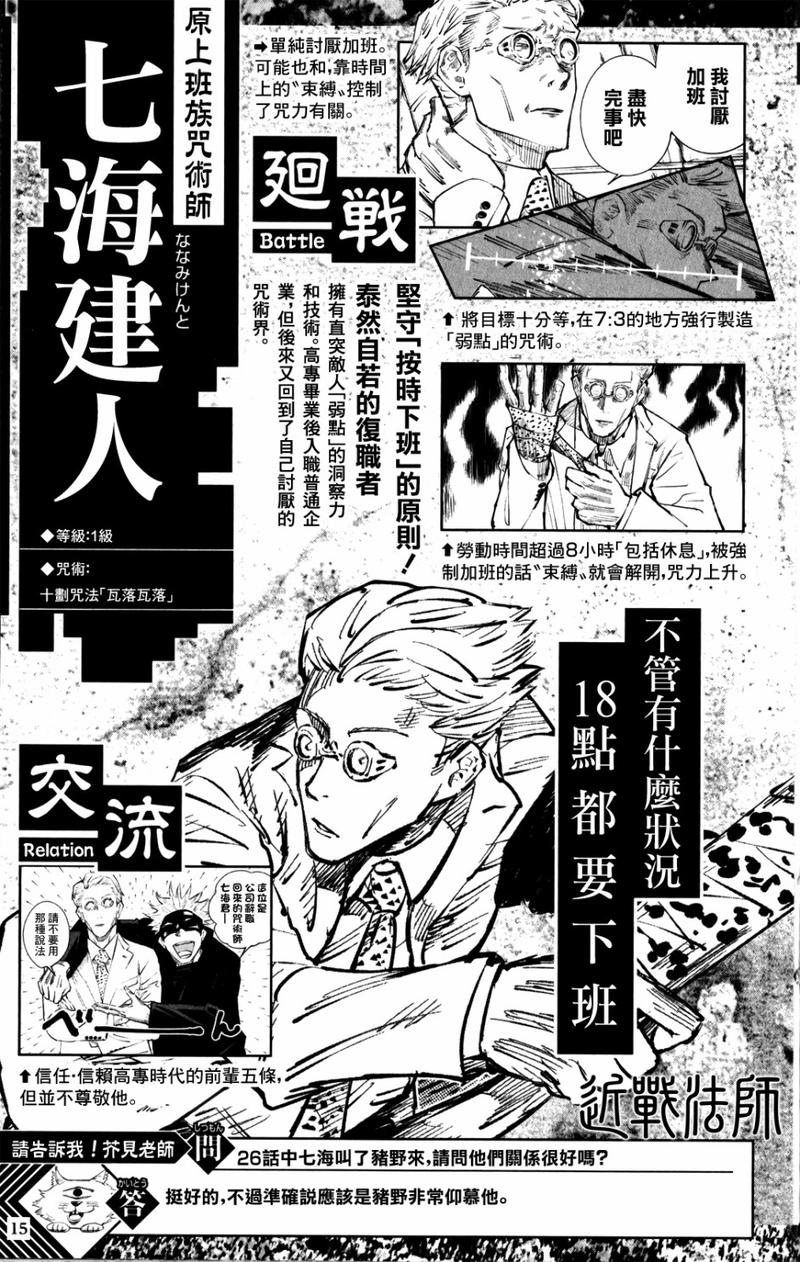 原上班族咒術師
七海建人
ななみけんと
◆等級:1級
◆咒術:
十劃咒法「瓦落瓦落」
➡單純討厭加班。
可能也和,靠時間
上的〝束縛〟控制
了咒力有關。
我討厭
加班
盡快
完事吧
廻戦
Battle
⬆將目標十分等,在7:3的地方強行製造
「弱點」的咒術。
堅守「按時下班」的原則!
泰然自若的復職者
擁有直突敵人「弱點」的洞察力
和技術。高專畢業後入職普通企
業,但後來又回到了自己討厭的
咒術界。
⬆勞動時間超過8小時「包括休息」,被強
制加班的話〝束縛〟就會解開,咒力上升。
不管有什麼狀況
18點都要下班
交流
Relation
這位是
公司辭職
回來的咒術師
七海君!
請不要用
那種說法
べーーん
⬆信任·信賴高專時代的前輩五條,
但並不尊敬他。
近戰法師
請告訴我!芥見老師
しつもん
問
26話中七海叫了豬野來,請問他們關係很好嗎?
かいとう
答
挺好的,不過準確説應該是豬野非常仰慕他。
15